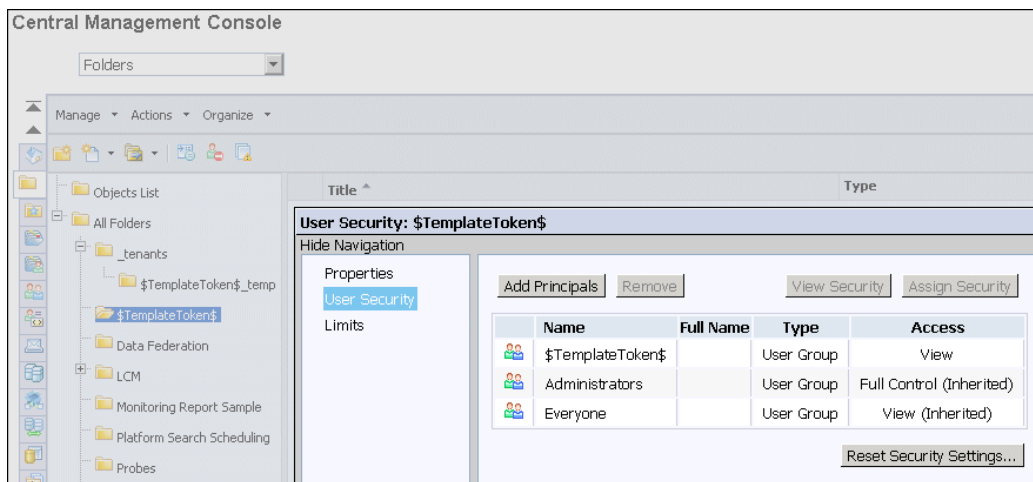 Central Management Console
Folders
Manage Actions Organize
Title Type
Objects List
All Folders
_tenants
$TemplateToken$_temp
$TemplateToken$
Data Federation
LCM
Monitoring Report Sample
Platform Search Scheduling
Probes
User Security: $TemplateToken$
Hide Navigation
Properties
User Security
Limits
Add Principals Remove View Security Assign Security
Name Full Name Type Access
$TemplateToken$ User Group View
Administrators User Group Full Control (Inherited)
Everyone User Group View (Inherited)
Reset Security Settings...